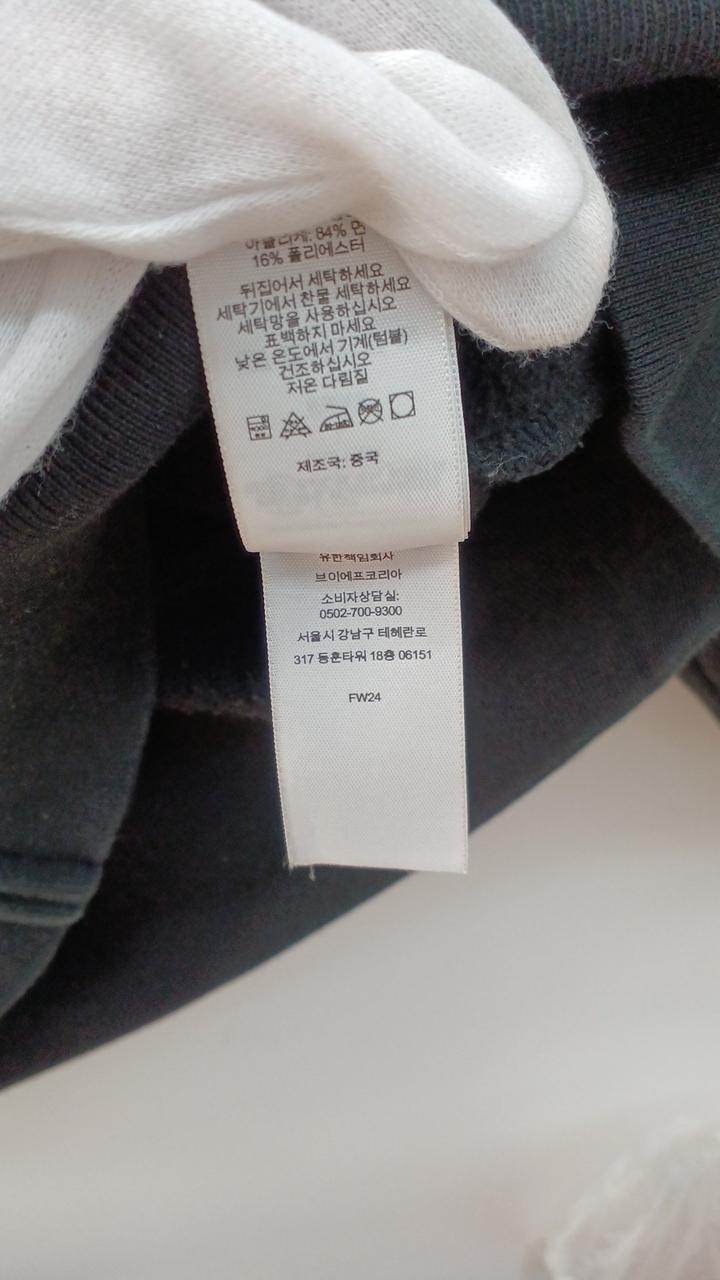 84% 면
16% 폴리에스터
뒤집어서 세탁하세요
세탁기에서 찬물 세탁하세요
세탁망을 사용하십시오
표백하지 마세요
낮은 온도에서 기계(텀블)
건조하십시오
저온 다림질
제조국: 중국
유한책임회사
브이에프코리아
소비자상담실:
0502-700-9300
서울시 강남구 테헤란로
317 동훈타워 18층 06151
FW24